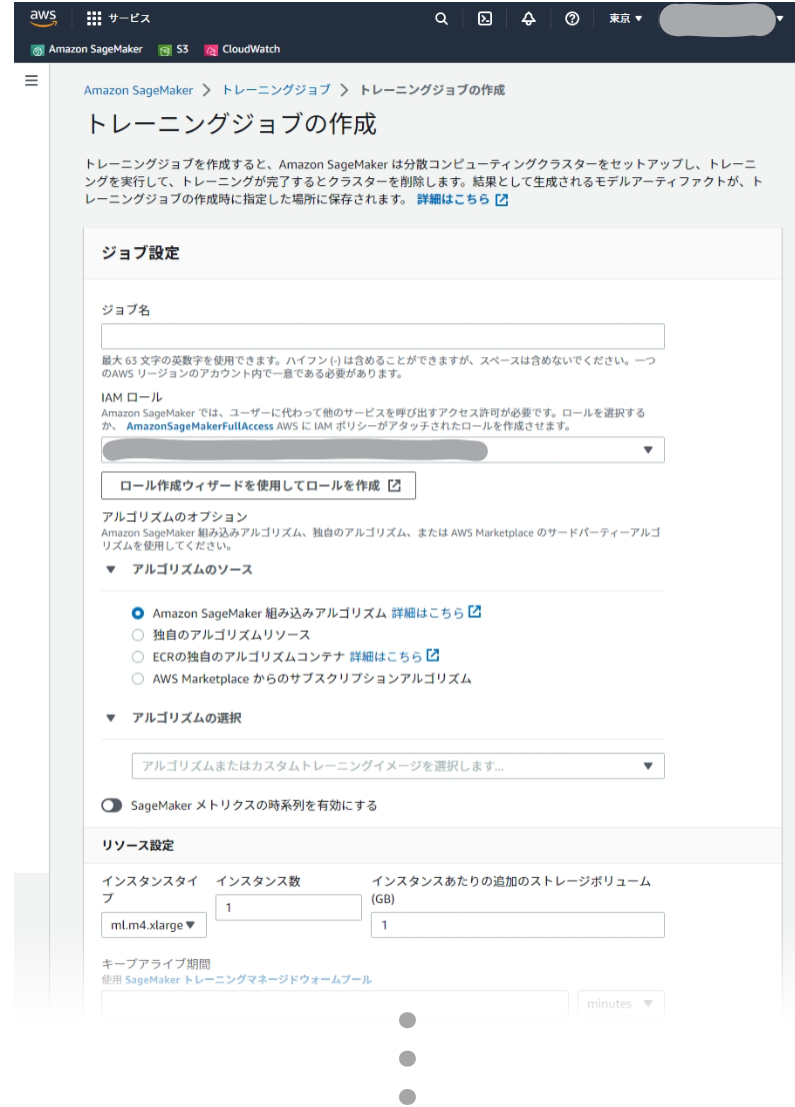 aws サービス 東京
Amazon SageMaker S3 CloudWatch
Amazon SageMaker > トレーニングジョブ > トレーニングジョブの作成
トレーニングジョブの作成
トレーニングジョブを作成すると、Amazon SageMaker は分散コンピューティングクラスターをセットアップし、トレーニ
ングを実行して、トレーニングが完了するとクラスターを削除します。結果として生成されるモデルアーティファクトが、ト
レーニングジョブの作成時に指定した場所に保存されます。 詳細はこちら
ジョブ設定
ジョブ名
最大 63 文字の英数字を使用できます。ハイフン (-) は含めることができますが、スペースは含めないでください。一つ
のAWS リージョンのアカウント内で一意である必要があります。
IAM ロール
Amazon SageMaker では、ユーザーに代わって他のサービスを呼び出すアクセス許可が必要です。ロールを選択する
か、 AmazonSageMakerFullAccess AWS に IAM ポリシーがアタッチされたロールを作成させます。
ロール作成ウィザードを使用してロールを作成
アルゴリズムのオプション
Amazon SageMaker 組み込みアルゴリズム、独自のアルゴリズム、または AWS Marketplace のサードパーティーアルゴ
リズムを使用してください。
アルゴリズムのソース
Amazon SageMaker 組み込みアルゴリズム 詳細はこちら
独自のアルゴリズムリソース
ECRの独自のアルゴリズムコンテナ 詳細はこちら
AWS Marketplace からのサブスクリプションアルゴリズム
アルゴリズムの選択
アルゴリズムまたはカスタムトレーニングイメージを選択します...
SageMaker メトリクスの時系列を有効にする
リソース設定
インスタンスタイ
プ
ml.m4.xlarge
インスタンス数
1
インスタンスあたりの追加のストレージボリューム
(GB)
1
キープアライブ期間
使用 SageMaker トレーニングマネージドウォームプール
minutes